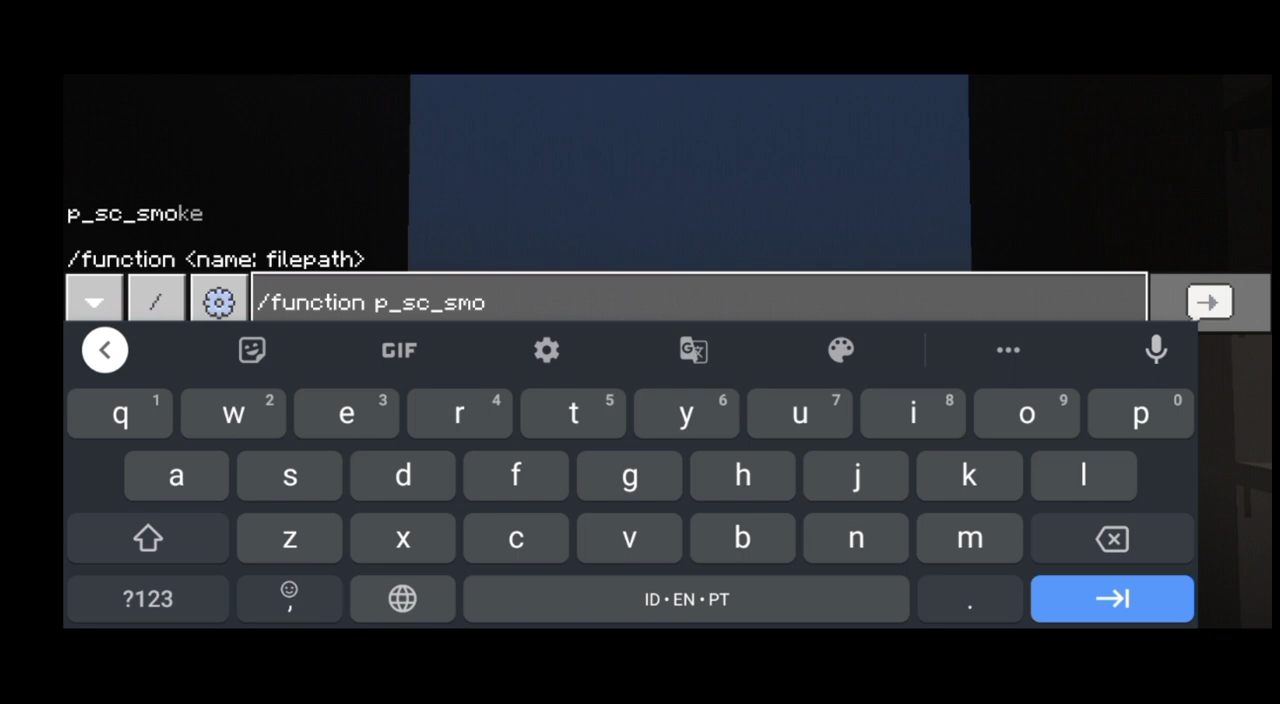 p_sc_smoke
/function <name: filepath>
/
/function p_sc_smo
GIF
q 1 w 2 e 3 r 4 t 5 y 6 u 7 i 8 o 9 p 0
a s d f g h j k l
z x c v b n m
?123 , ID • EN • PT .